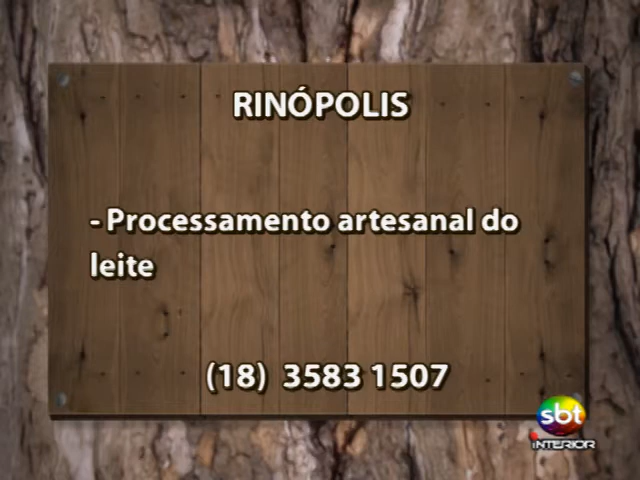 RINÓPOLIS
- Processamento artesanal do
leite
(18) 3583 1507
sbt
INTERIOR